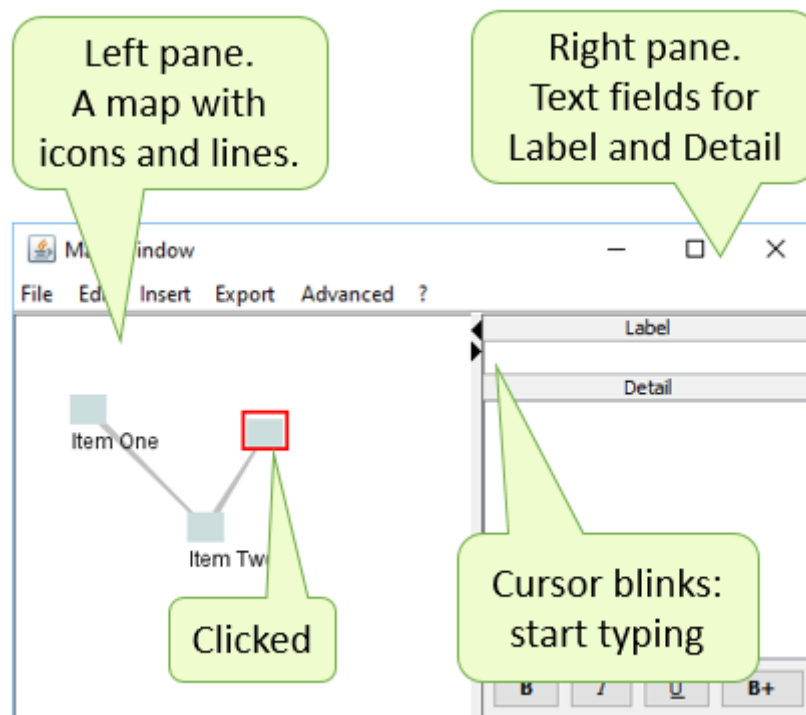 Left pane.
A map with
icons and lines.
Right pane.
Text fields for
Label and Detail
File Insert Export Advanced ?
Label
Detail
Item One
Item
Clicked
Cursor blinks:
start typing
B I U B+